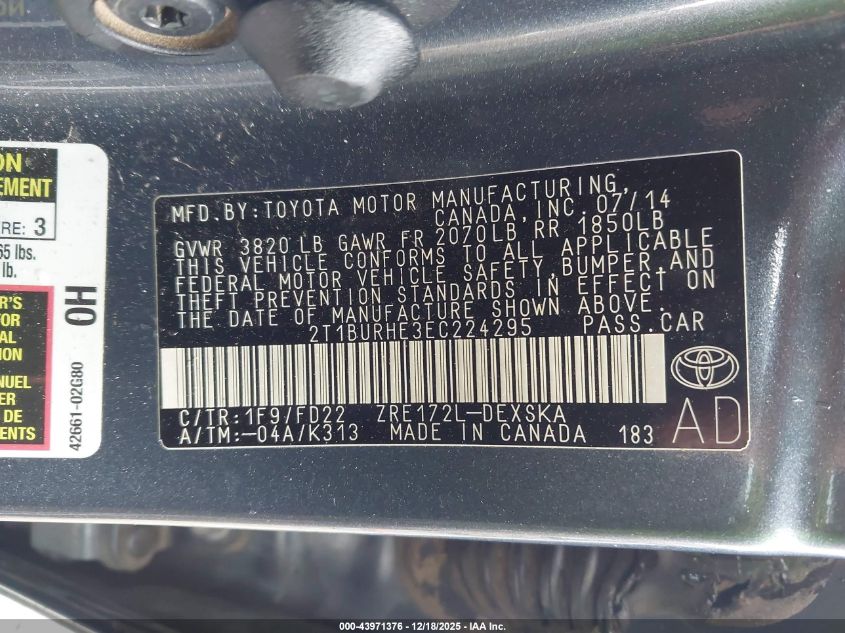 MFD.BY:TOYOTA MOTOR MANUFACTURING,
CANADA,INC. 07/14
GVWR 3820 LB GAWR FR 2070LB RR 1850LB
THIS VEHICLE CONFORMS TO ALL APPLICABLE
FEDERAL MOTOR VEHICLE SAFETY,BUMPER,AND
THEFT PREVENTION STANDARDS IN EFFECT ON
THE DATE OF MANUFACTURE SHOWN ABOVE.
2T1BURHE3EC224295 PASS.CAR
C/TR:1F9/FD22 ZRE172L-DEXSKA
A/TM:-04A/K313 MADE IN CANADA 183
AD
ON
EMENT
RE: 3
65 lbs.
lb.
R'S
OR
AL
ION
NUEL
DE
ENTS
0H
42661-02G80
000-43971376 - 12/18/2025 - IAA, Inc.